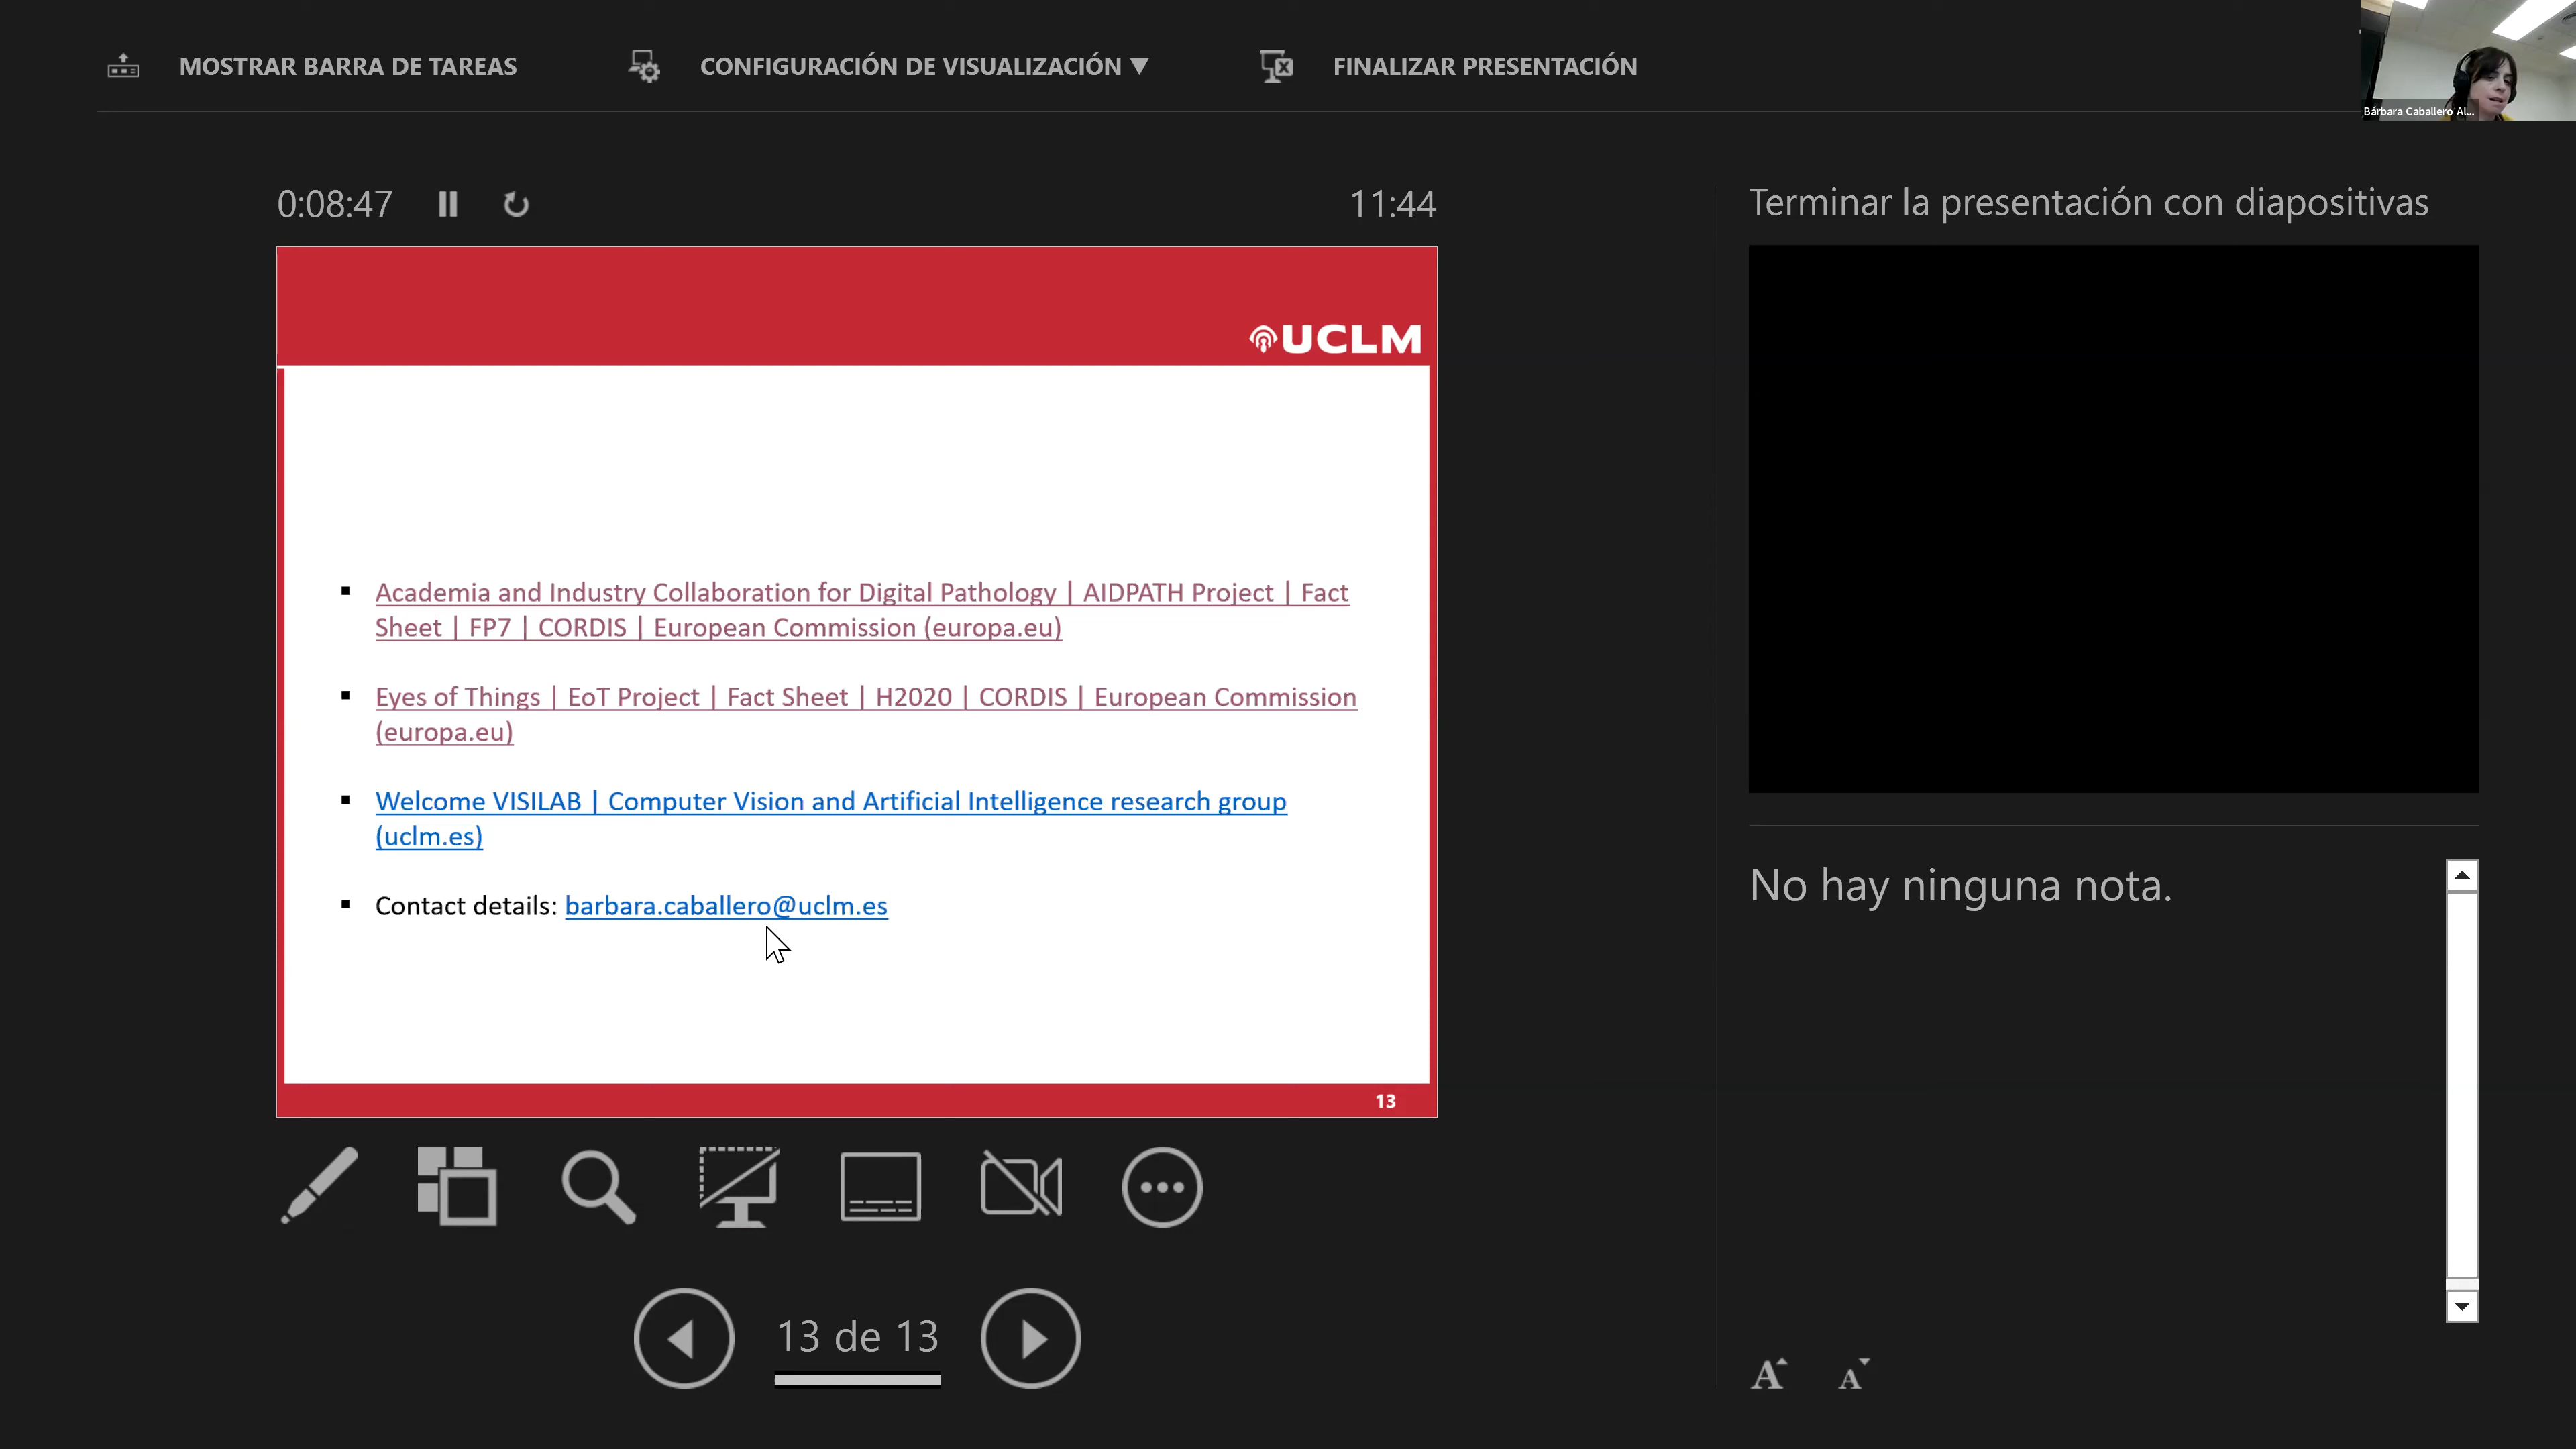 MOSTRAR BARRA DE TAREAS
CONFIGURACIÓN DE VISUALIZACIÓN ▼
FINALIZAR PRESENTACIÓN
Bárbara Caballero Al...
0:08:47
11:44
Terminar la presentación con diapositivas
UCLM
▪ Academia and Industry Collaboration for Digital Pathology | AIDPATH Project | Fact
Sheet | FP7 | CORDIS | European Commission (europa.eu)
▪ Eyes of Things | EoT Project | Fact Sheet | H2020 | CORDIS | European Commission
(europa.eu)
▪ Welcome VISILAB | Computer Vision and Artificial Intelligence research group
(uclm.es)
▪ Contact details: barbara.caballero@uclm.es
13
No hay ninguna nota.
13 de 13
A A